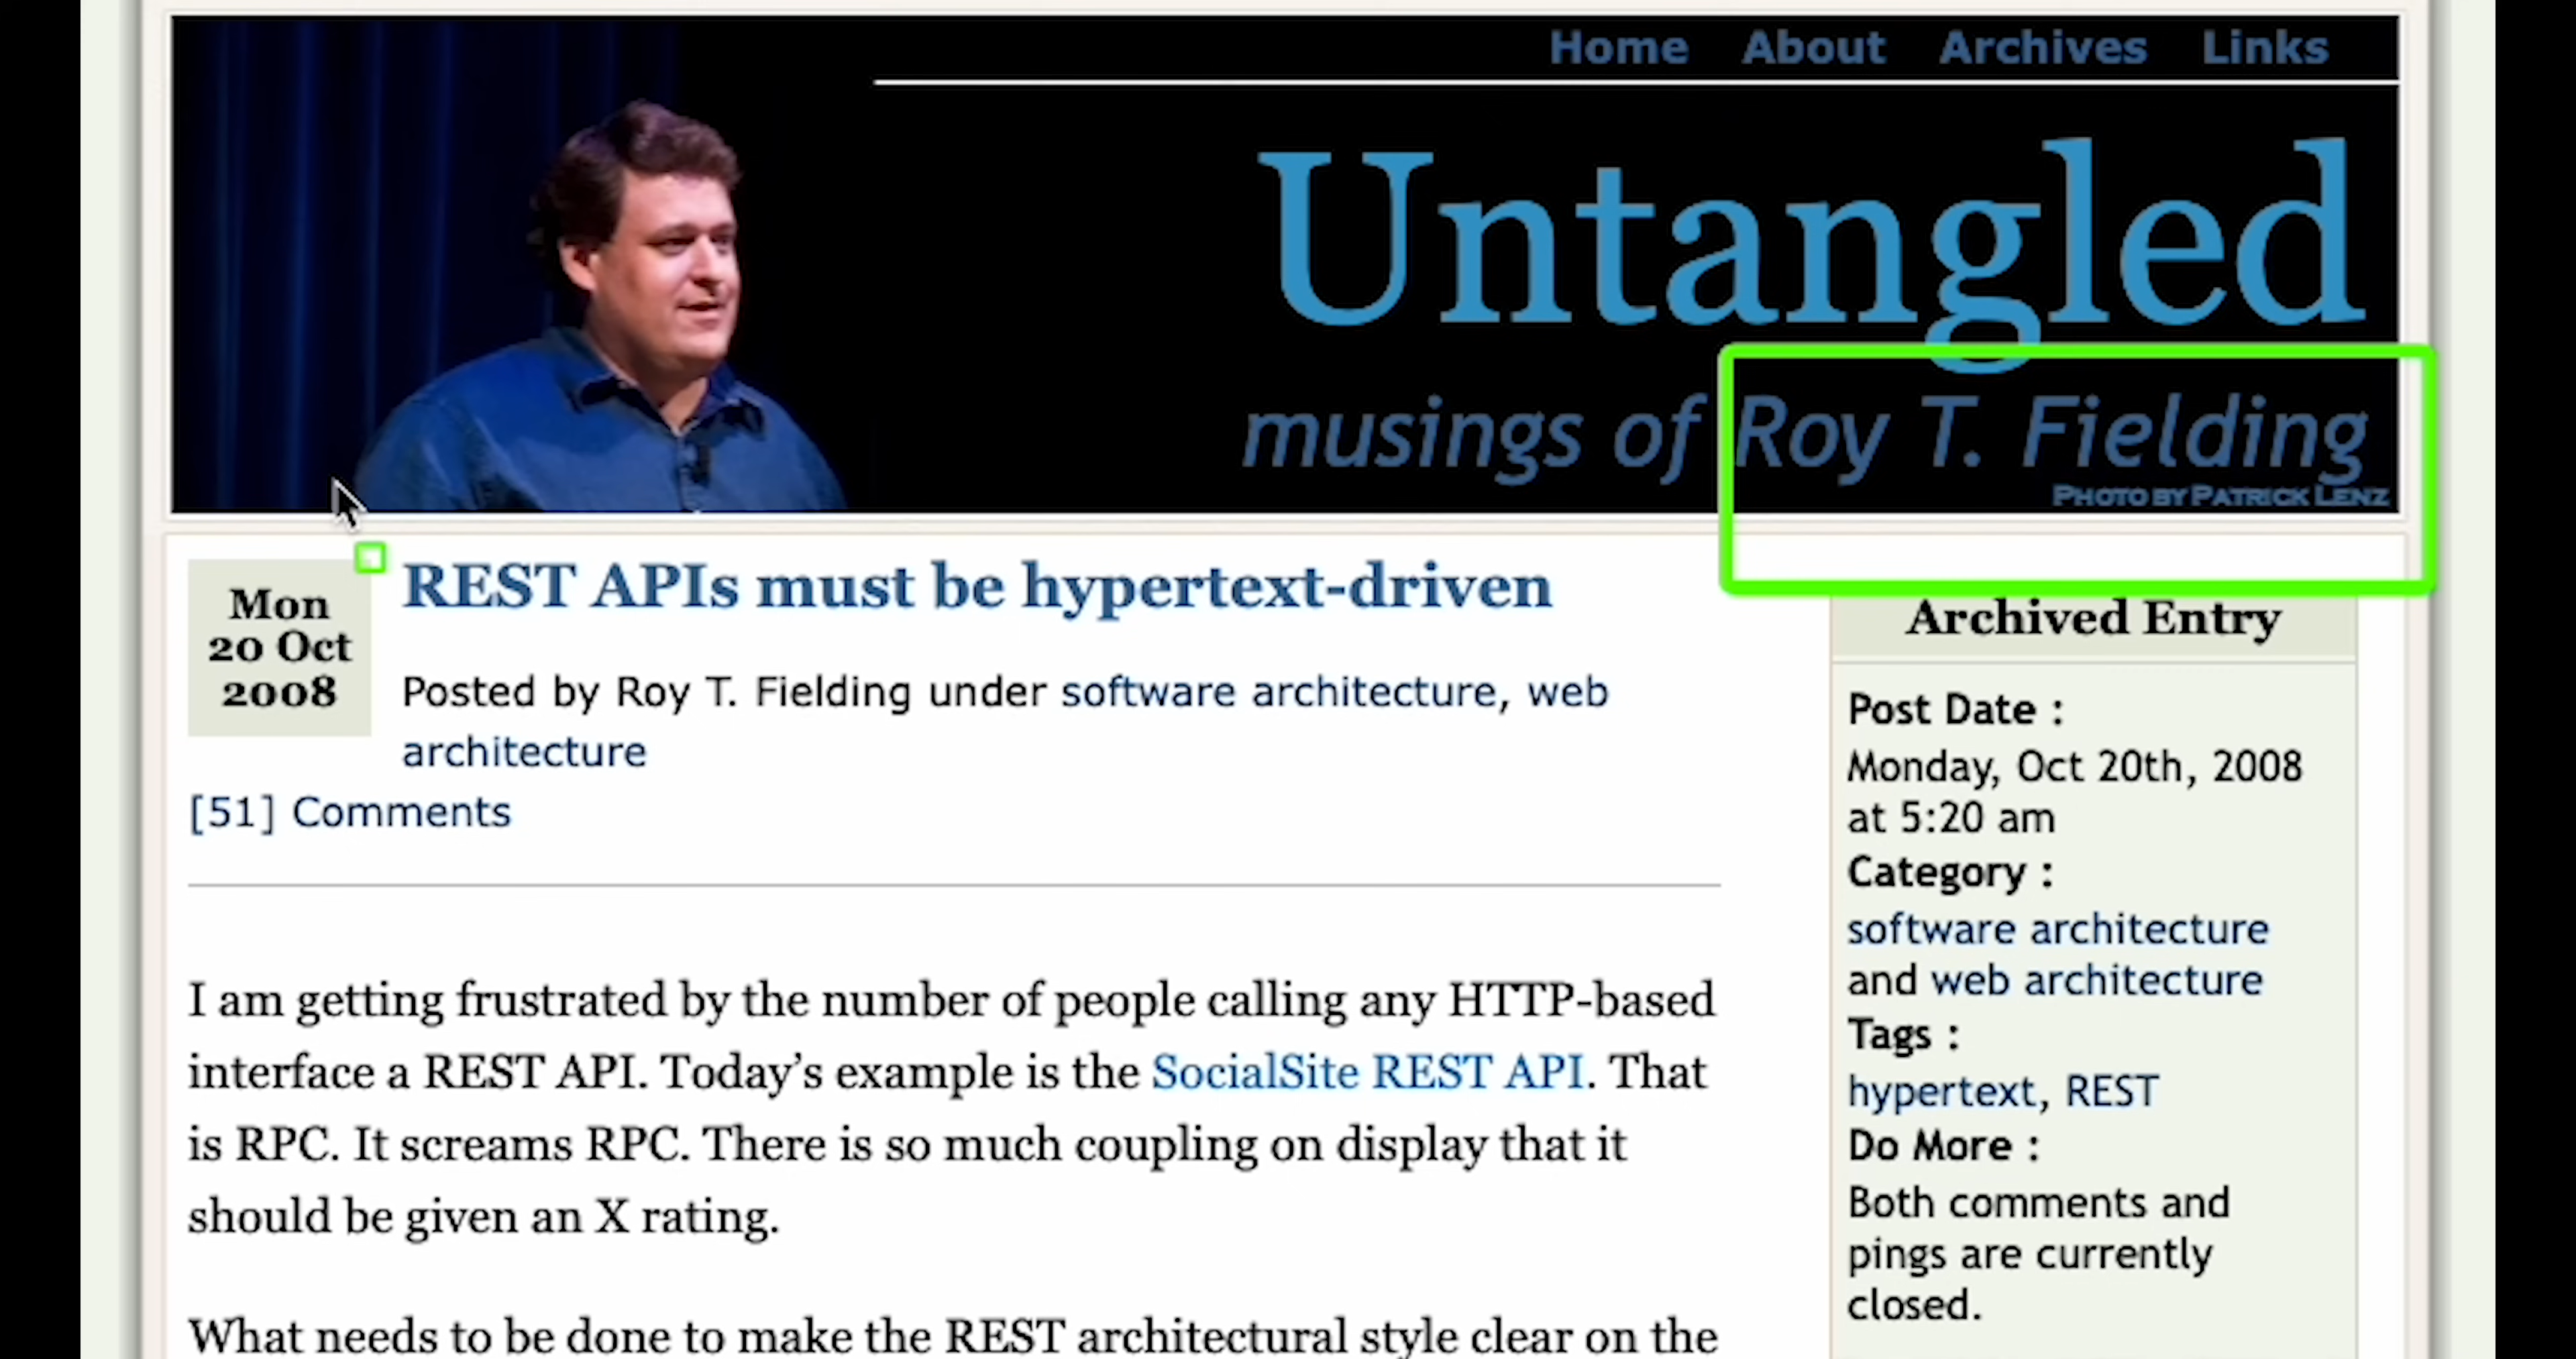 Home About Archives Links
Untangled
musings of Roy T. Fielding
PHOTO BY PATRICK LENZ
Mon
20 Oct
2008
REST APIs must be hypertext-driven
Posted by Roy T. Fielding under software architecture, web
architecture
[51] Comments
I am getting frustrated by the number of people calling any HTTP-based
interface a REST API. Today’s example is the SocialSite REST API. That
is RPC. It screams RPC. There is so much coupling on display that it
should be given an X rating.
What needs to be done to make the REST architectural style clear on the
Archived Entry
Post Date :
Monday, Oct 20th, 2008
at 5:20 am
Category :
software architecture
and web architecture
Tags :
hypertext, REST
Do More :
Both comments and
pings are currently
closed.